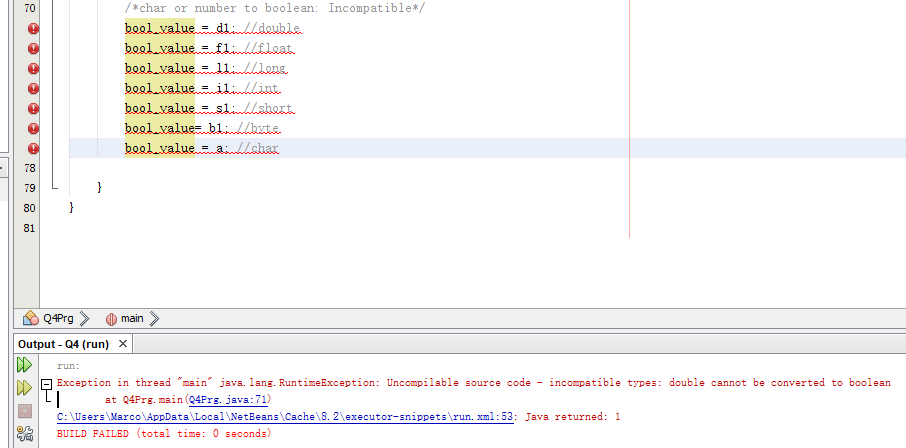 70 /*char or number to boolean: Incompatible*/
bool_value = d1; //double
bool_value = f1; //float
bool_value = l1; //long
bool_value = i1; //int
bool_value = s1; //short
bool_value= b1; //byte
bool_value = a; //char
78
79 }
80 }
81
Q4Prg main
Output - Q4 (run) ×
run:
Exception in thread "main" java.lang.RuntimeException: Uncompilable source code - incompatible types: double cannot be converted to boolean
at Q4Prg.main(Q4Prg.java:71)
C:\Users\Marco\AppData\Local\NetBeans\Cache\8.2\executor-snippets\run.xml:53: Java returned: 1
BUILD FAILED (total time: 0 seconds)